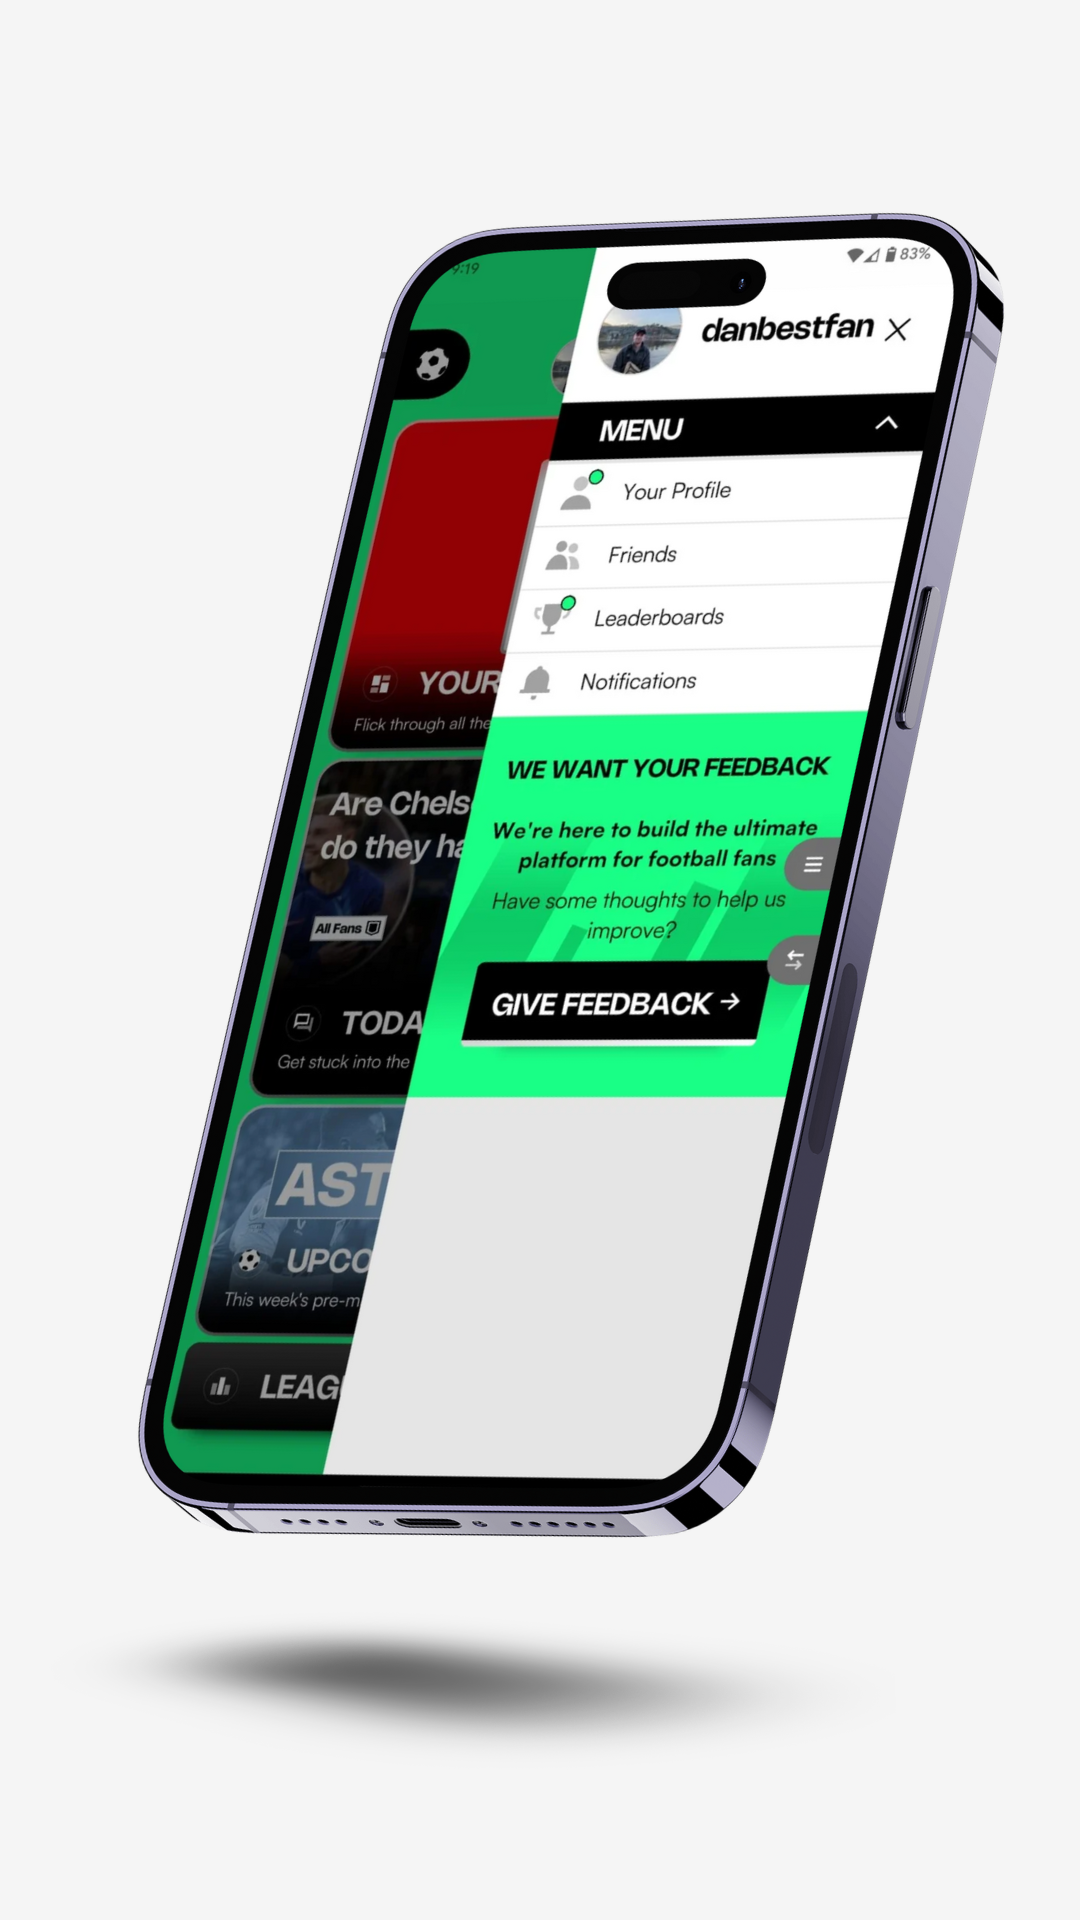 9:19
83%
danbestfan
MENU
Your Profile
Friends
Leaderboards
Notifications
WE WANT YOUR FEEDBACK
We're here to build the ultimate
platform for football fans
Have some thoughts to help us
improve?
GIVE FEEDBACK →
YOUR
Flick through all the
Are Chels
do they ha
All Fans
TODA
Get stuck into the
AST
UPCO
This week's pre-m
LEAG